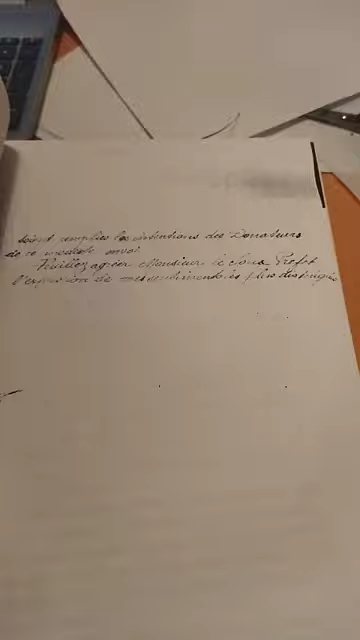 soient remplies les intentions des Donateurs
de ce modeste envoi
Veuillez agréer Monsieur le Sous Préfet
l'expression de mes sentiments les plus distingués